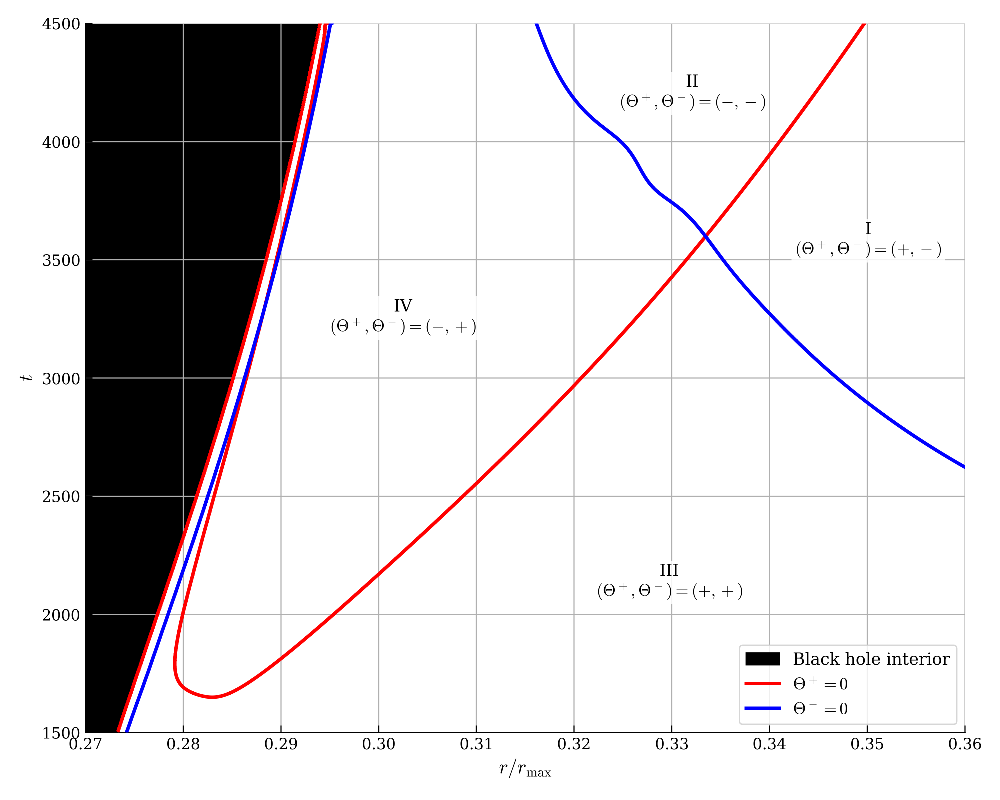 4500
4000
3500
3000
2500
2000
1500
t
0.27
0.28
0.29
0.30
0.31
0.32
0.33
0.34
0.35
0.36
r/r_max
II
(Θ⁺, Θ⁻) = (−, −)
I
(Θ⁺, Θ⁻) = (+, −)
IV
(Θ⁺, Θ⁻) = (−, +)
III
(Θ⁺, Θ⁻) = (+, +)
Black hole interior
Θ⁺ = 0
Θ⁻ = 0